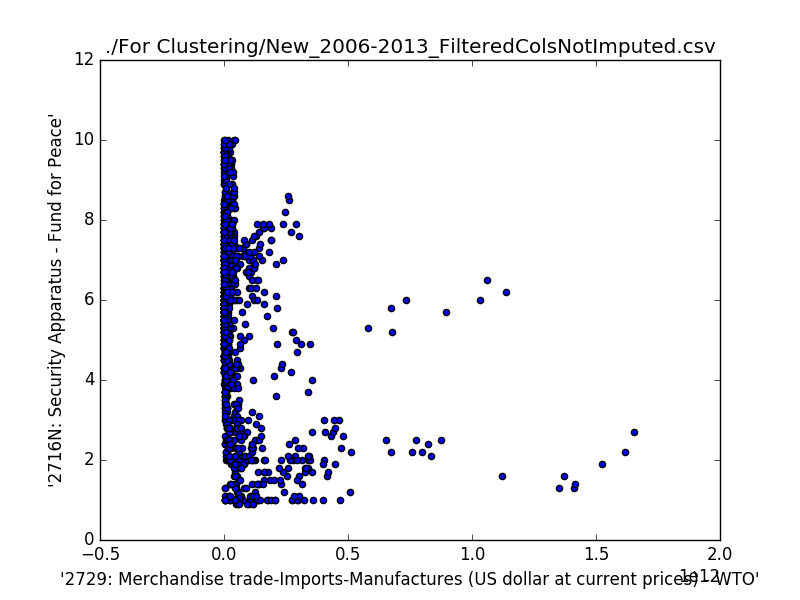 ./For Clustering/New_2006-2013_FilteredColsNotImputed.csv
12
10
8
6
4
2
0
'2716N: Security Apparatus - Fund for Peace'
−0.5 0.0 0.5 1.0 1.5 2.0
1e12
'2729: Merchandise trade-Imports-Manufactures (US dollar at current prices) - WTO'